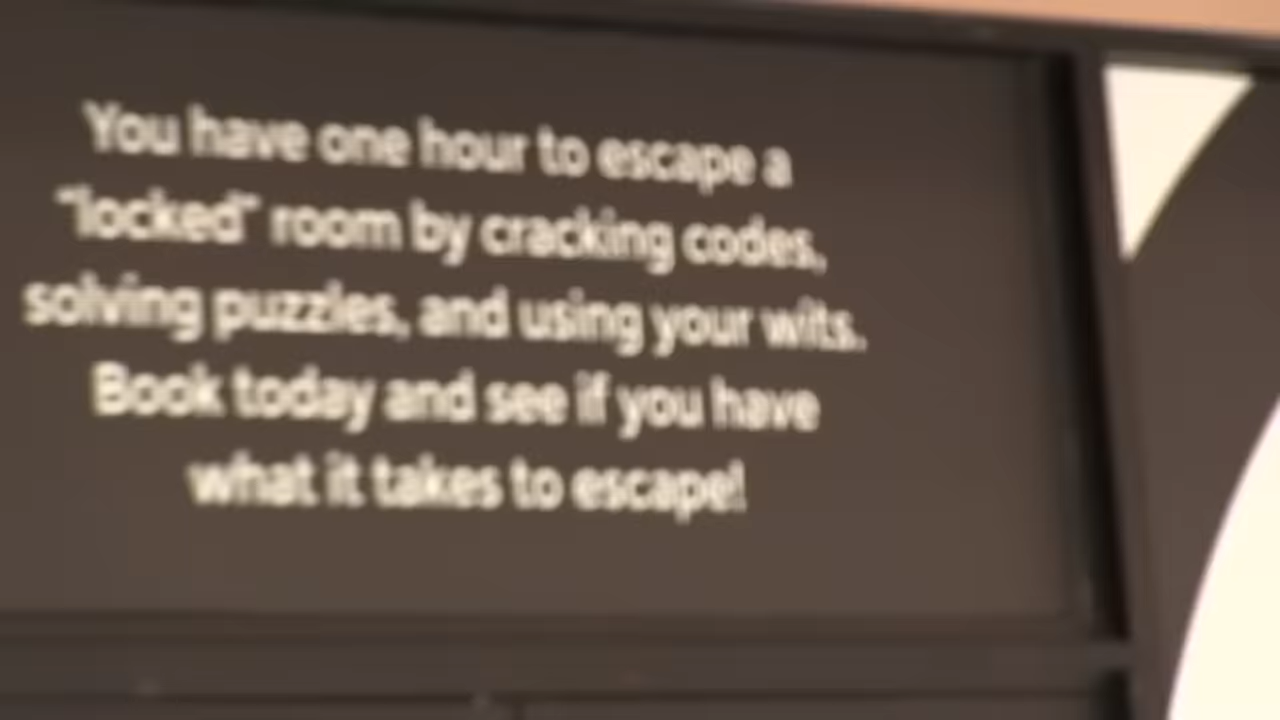 You have one hour to escape a
"locked" room by cracking codes,
solving puzzles, and using your wits.
Book today and see if you have
what it takes to escape!